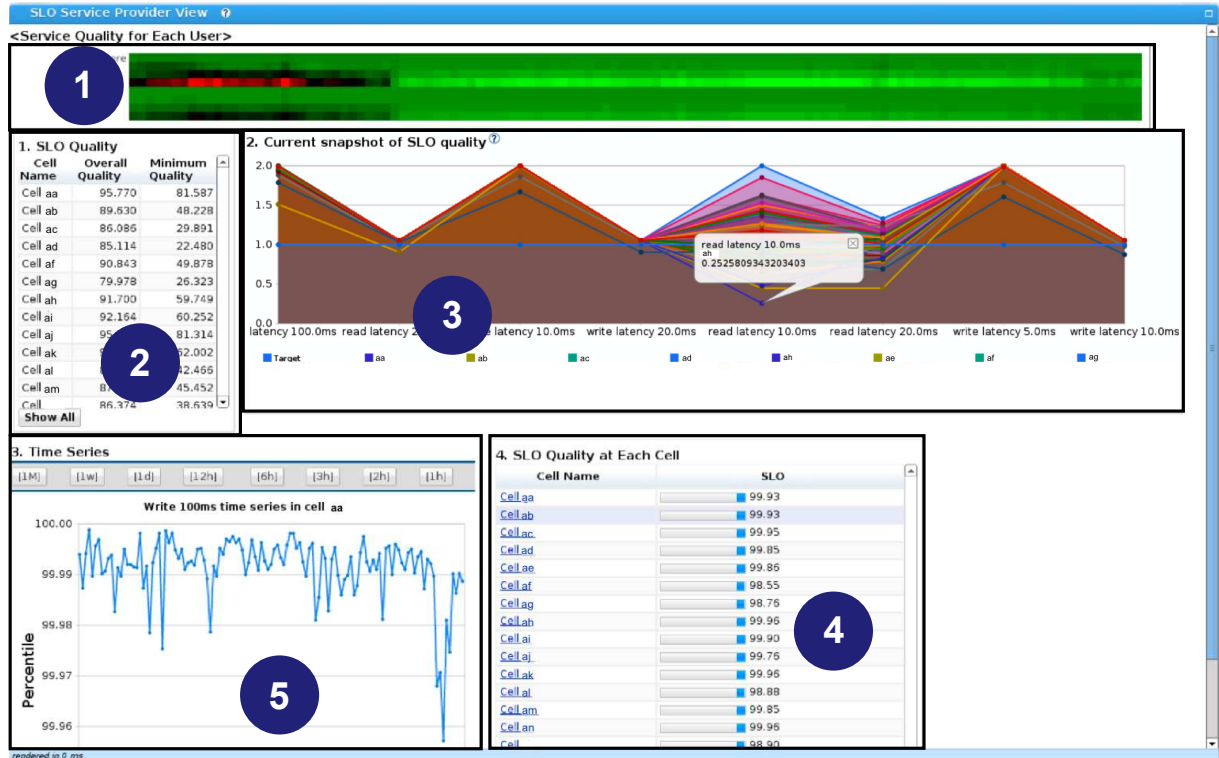 SLO Service Provider View ?
<Service Quality for Each User>
1
1. SLO Quality
Cell Name Overall Quality Minimum Quality
Cell aa 95.770 81.587
Cell ab 89.630 48.228
Cell ac 86.086 29.891
Cell ad 85.114 22.480
Cell af 90.843 49.878
Cell ag 79.978 26.323
Cell ah 91.700 59.749
Cell ai 92.164 60.252
Cell aj 95 81.314
Cell ak 62.002
Cell al 42.466
Cell am 87 45.452
Cell 86.374 38.639
Show All
2
2. Current snapshot of SLO quality ?
2.0
1.5
1.0
0.5
0.0
read latency 10.0ms
ah
0.2525809343203403
latency 100.0ms read latency latency 10.0ms write latency 20.0ms read latency 10.0ms read latency 20.0ms write latency 5.0ms write latency 10.0ms
Target aa ab ac ad ah ae af ag
3
3. Time Series
[1M] [1w] [1d] [12h] [6h] [3h] [2h] [1h]
Write 100ms time series in cell aa
Percentile
100.00
99.99
99.98
99.97
99.96
5
4. SLO Quality at Each Cell
Cell Name SLO
Cell aa 99.93
Cell ab 99.93
Cell ac 99.95
Cell ad 99.85
Cell ae 99.86
Cell af 98.55
Cell ag 98.76
Cell ah 99.96
Cell ai 99.90
Cell aj 99.76
Cell ak 99.96
Cell al 98.88
Cell am 99.85
Cell an 99.96
Cell 98.90
4
rendered in 0 ms